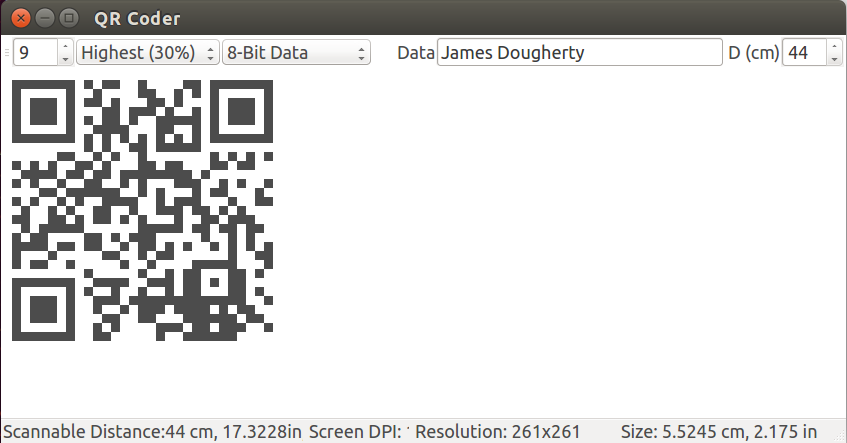 QR Coder
9 Highest (30%) 8-Bit Data Data James Dougherty D (cm) 44
Scannable Distance:44 cm, 17.3228in Screen DPI: Resolution: 261x261 Size: 5.5245 cm, 2.175 in